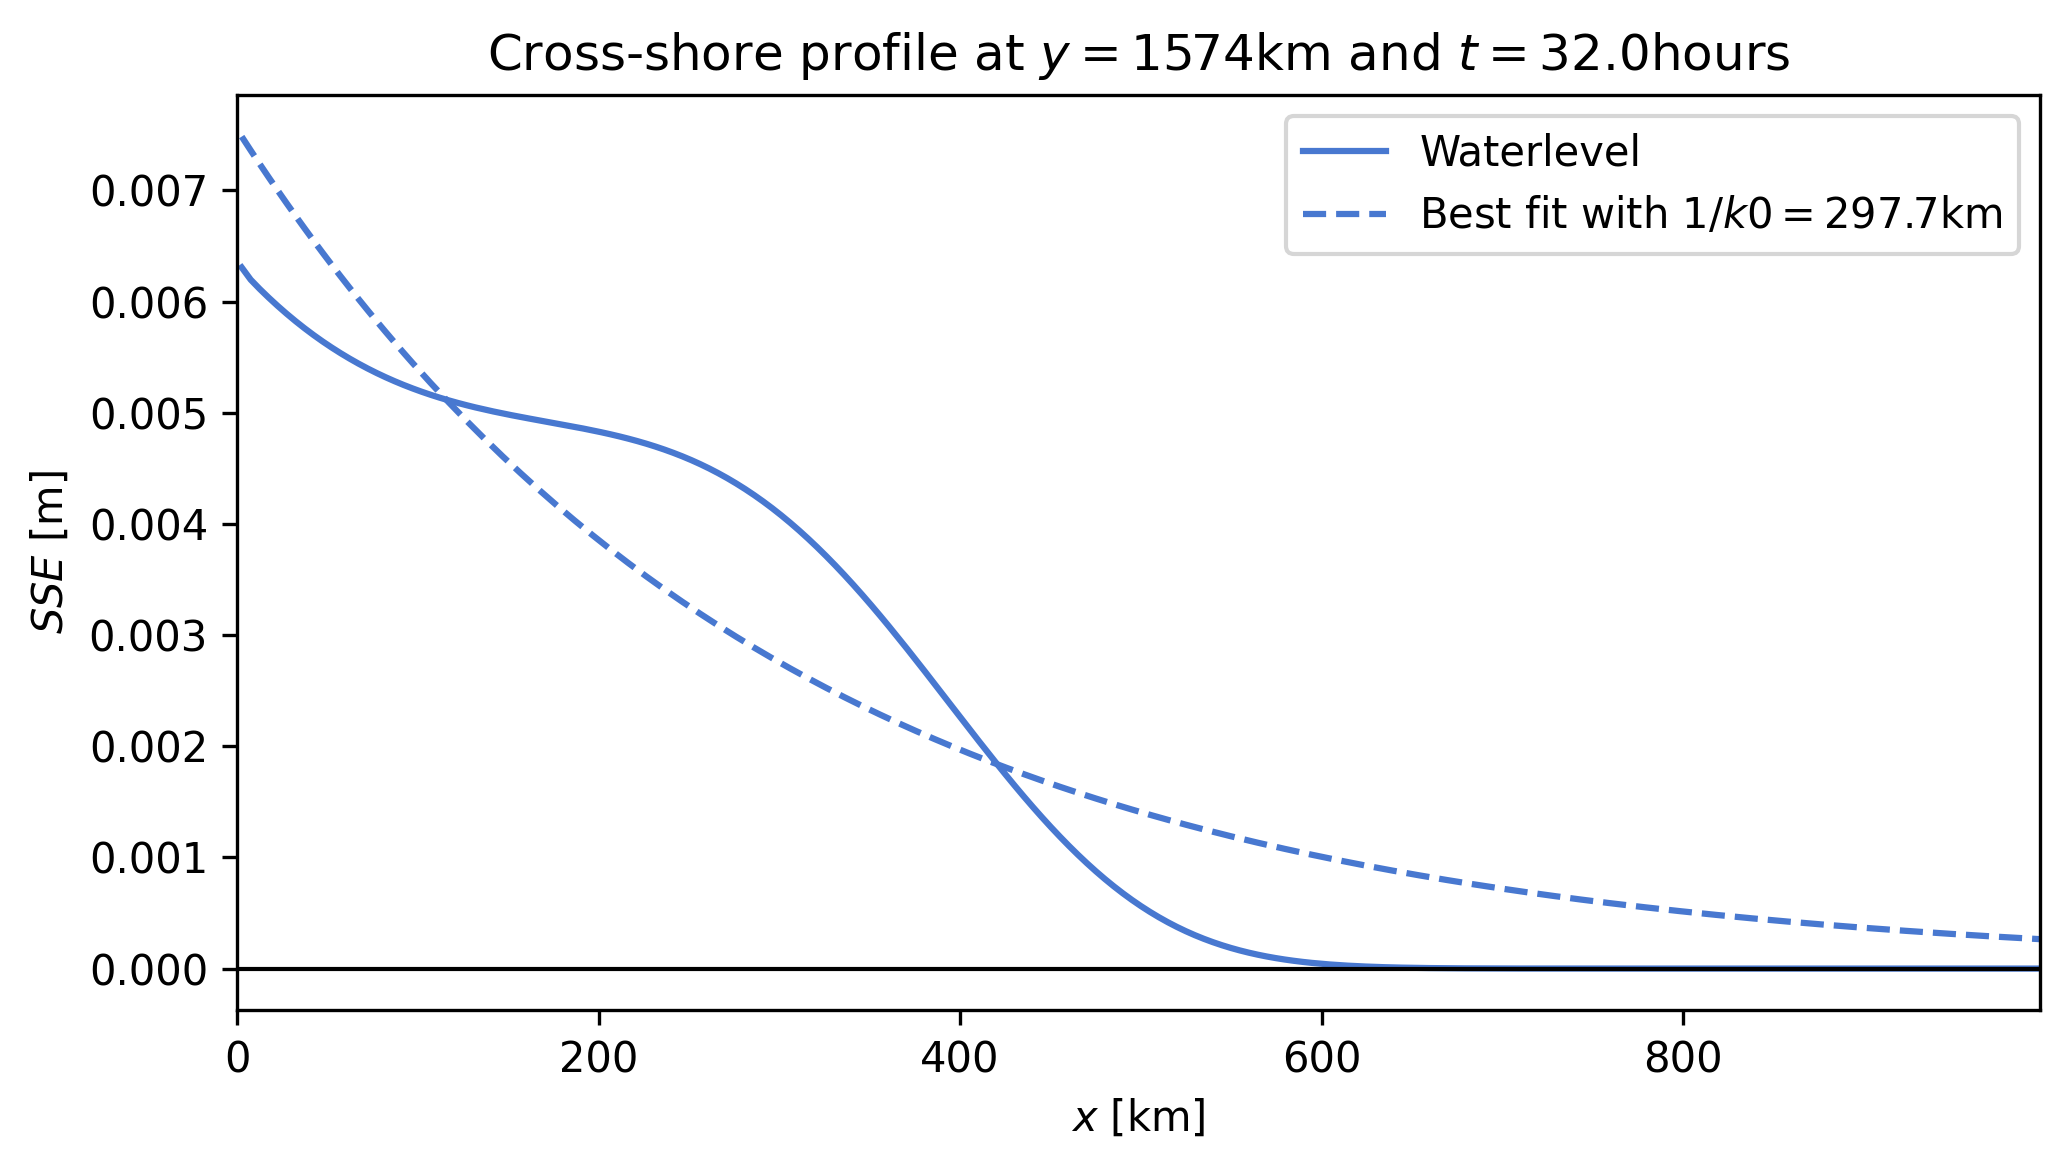 Cross-shore profile at y = 1574km and t = 32.0hours
Waterlevel
Best fit with 1/k0 = 297.7km
SSE [m]
0.007
0.006
0.005
0.004
0.003
0.002
0.001
0.000
0 200 400 600 800
x [km]